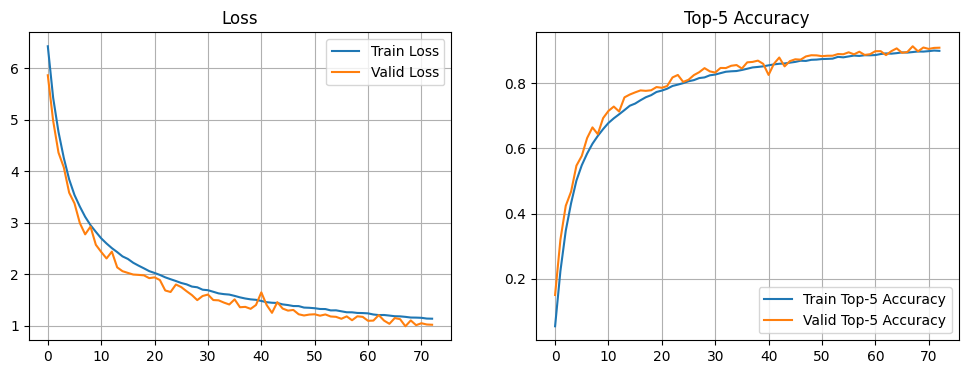 Loss
6
5
4
3
2
1
0 10 20 30 40 50 60 70
Train Loss
Valid Loss
Top-5 Accuracy
0.8
0.6
0.4
0.2
0 10 20 30 40 50 60 70
Train Top-5 Accuracy
Valid Top-5 Accuracy